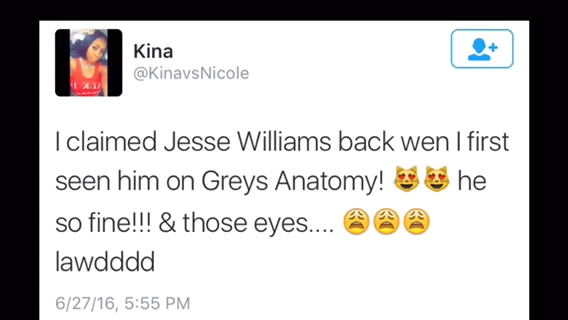 Kina
@KinavsNicole
I claimed Jesse Williams back wen I first
seen him on Greys Anatomy! 😻😻 he
so fine!!! & those eyes.... 😩😩😩
lawdddd
6/27/16, 5:55 PM